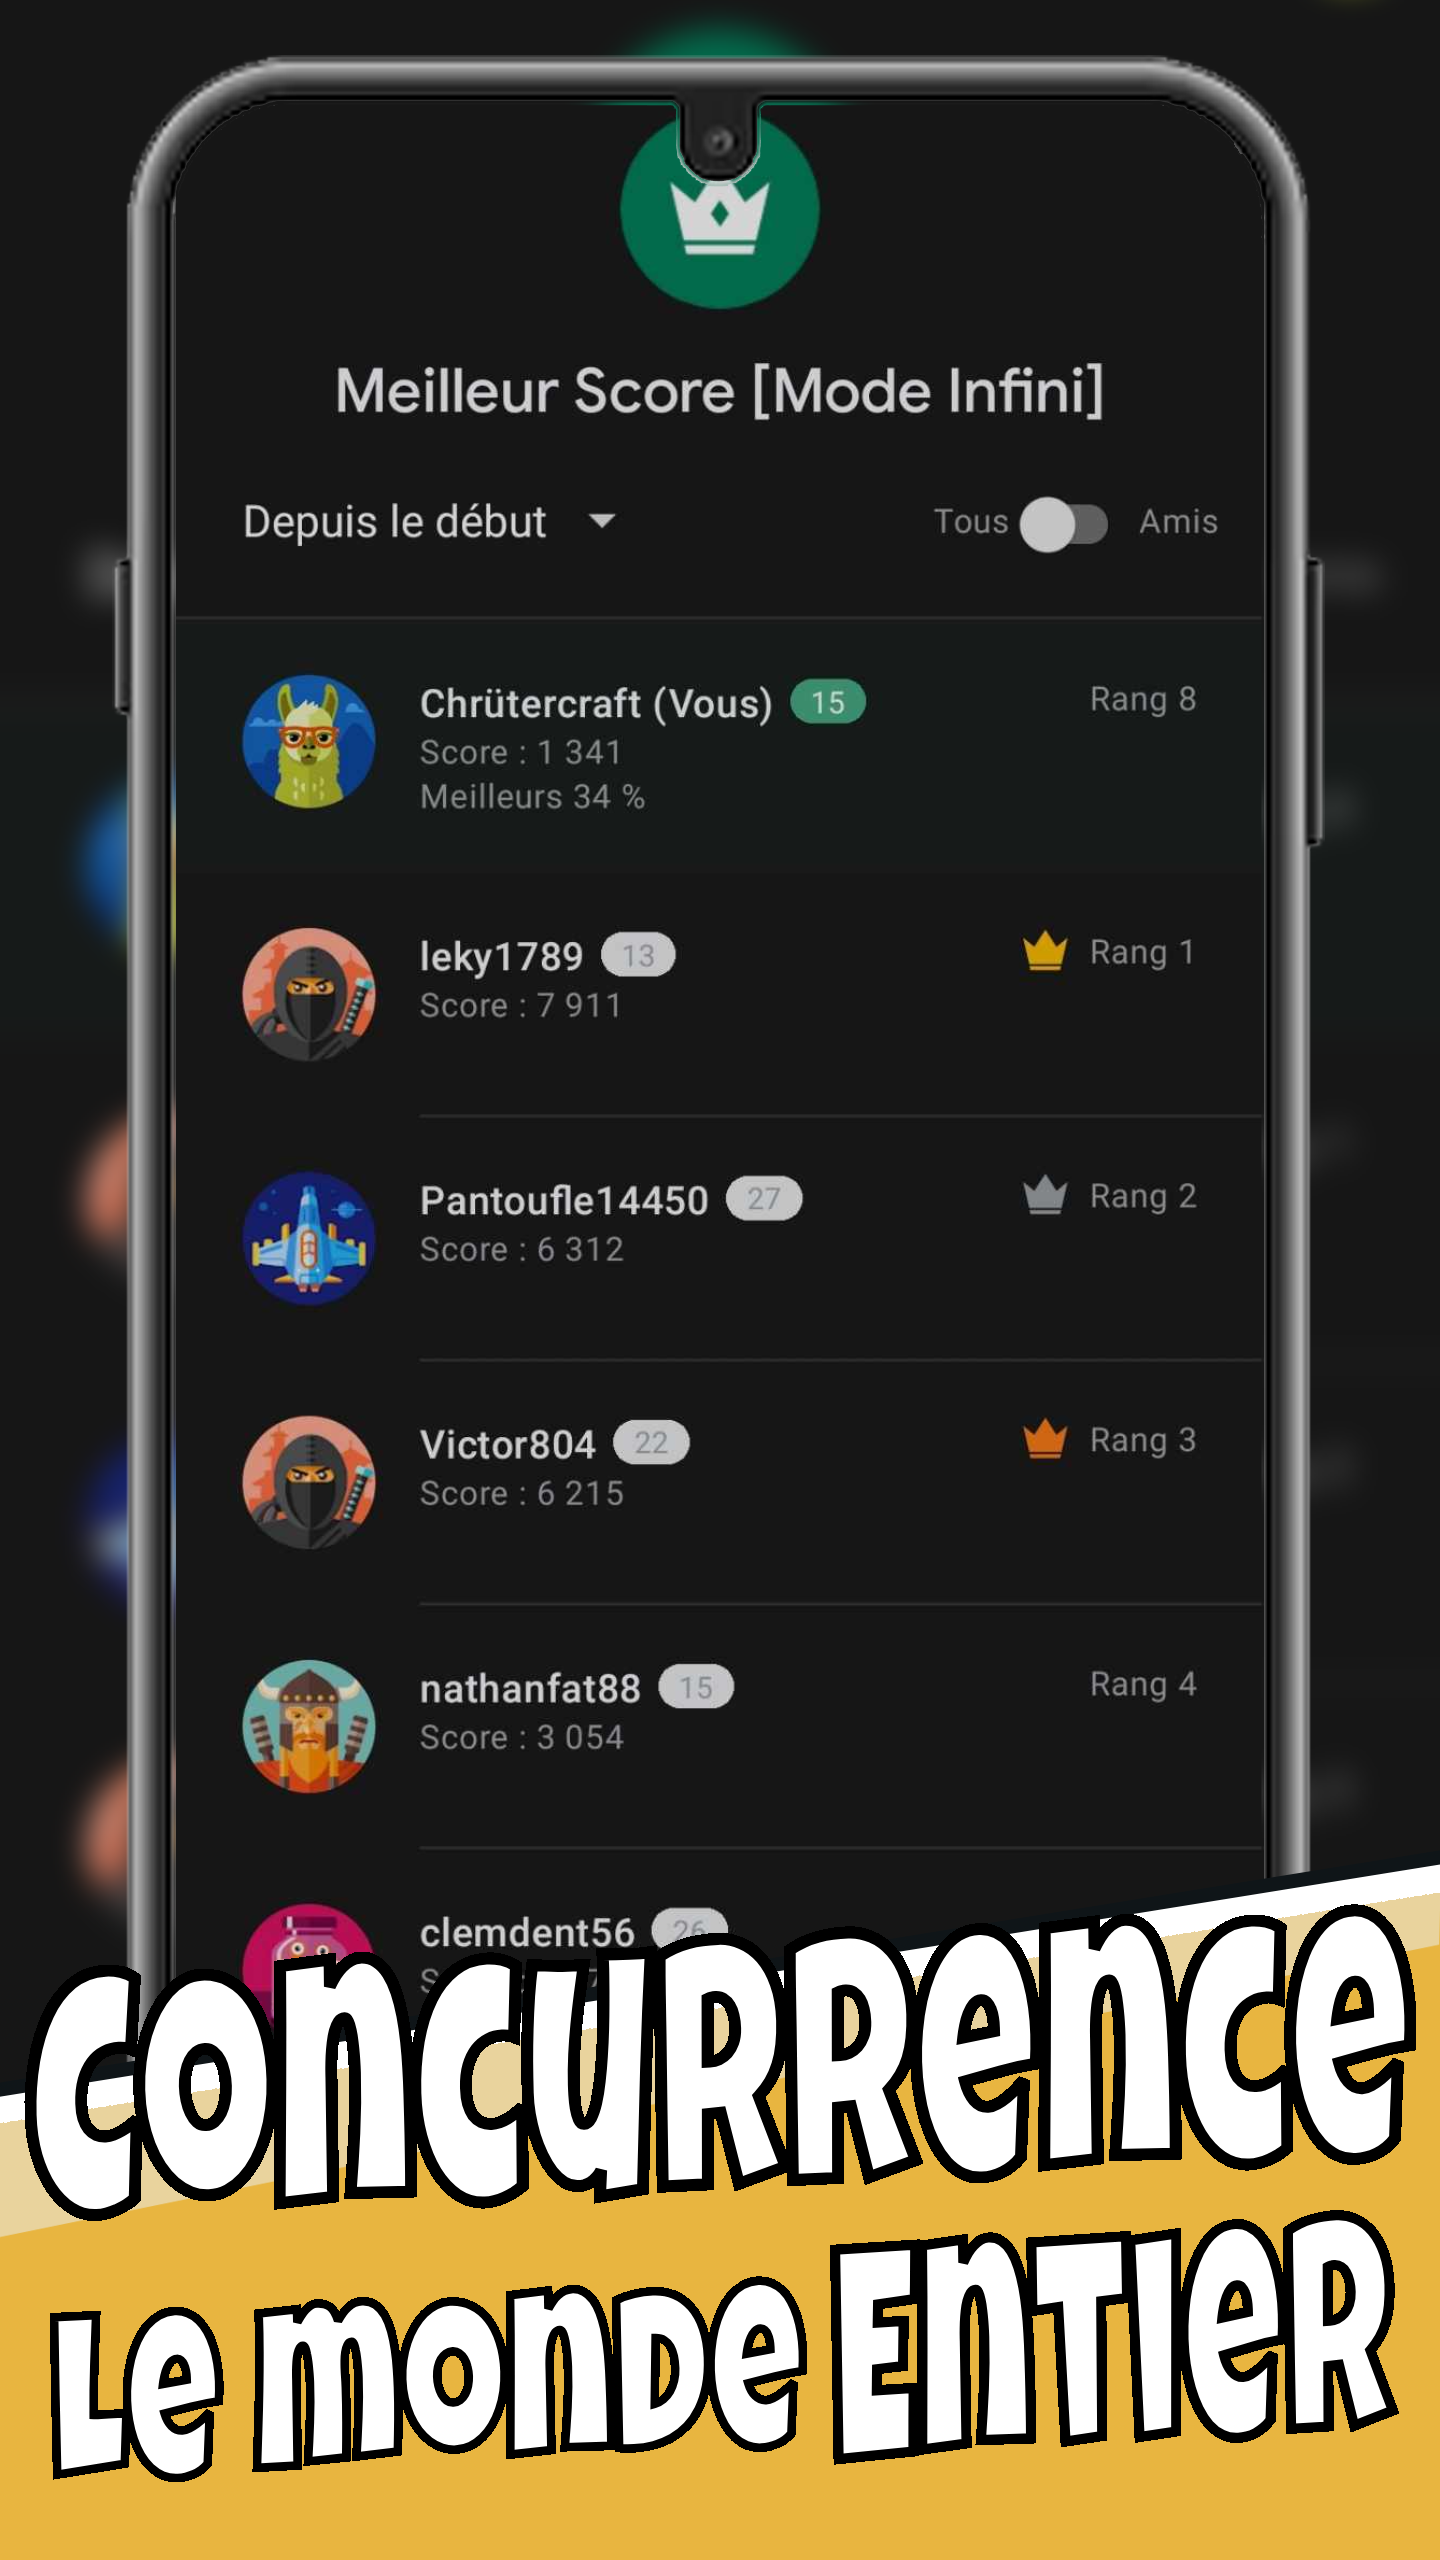 Meilleur Score [Mode Infini]
Depuis le début
Tous Amis
Chrütercraft (Vous) 15 Rang 8
Score : 1 341
Meilleurs 34 %
leky1789 13 Rang 1
Score : 7 911
Pantoufle14450 27 Rang 2
Score : 6 312
Victor804 22 Rang 3
Score : 6 215
nathanfat88 15 Rang 4
Score : 3 054
clemdent56 26
CONCURRENCE
LE MONDE ENTIER